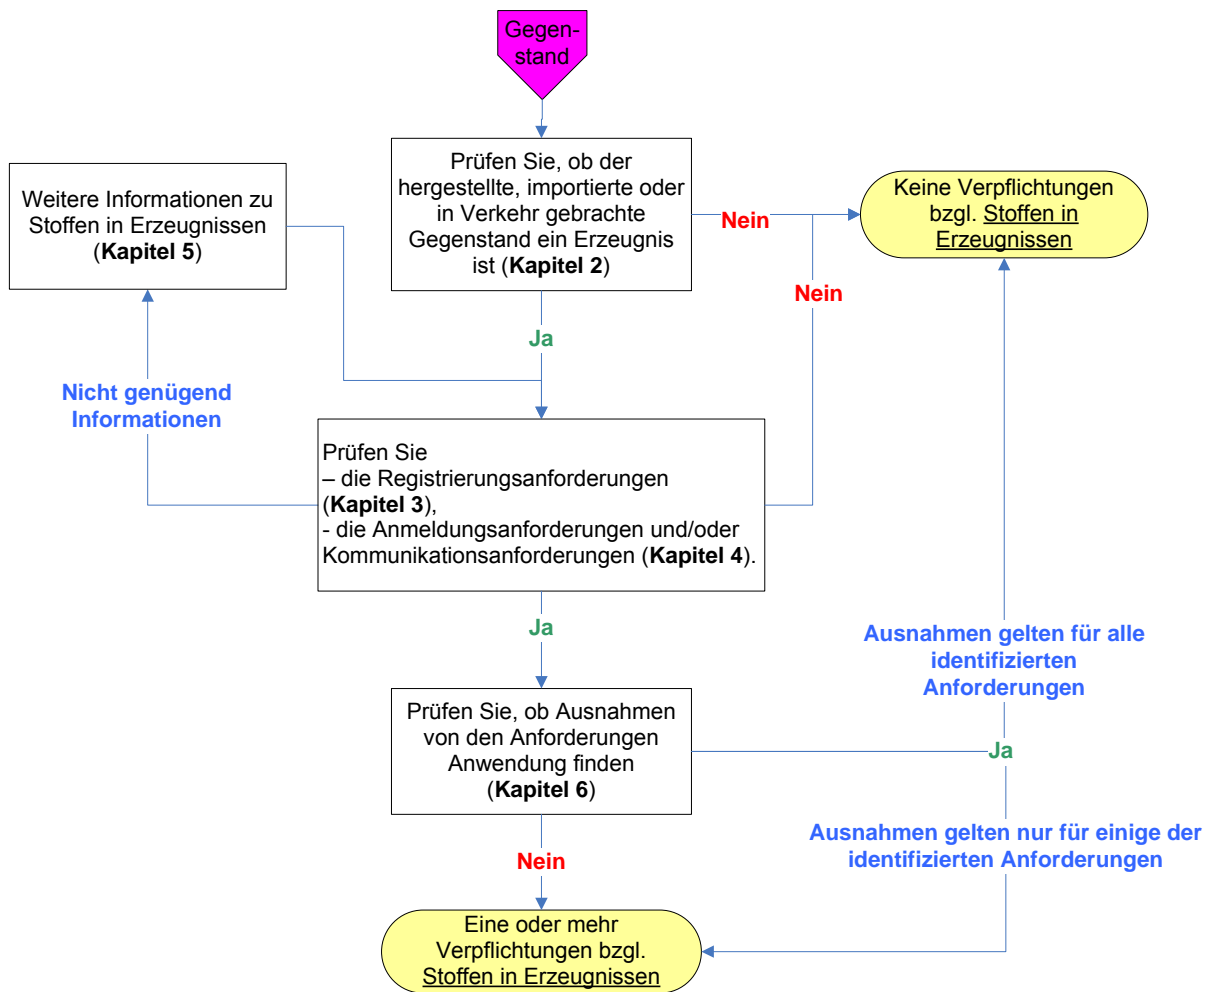 Gegen-
stand
Prüfen Sie, ob der
hergestellte, importierte oder
in Verkehr gebrachte
Gegenstand ein Erzeugnis
ist (Kapitel 2)
Weitere Informationen zu
Stoffen in Erzeugnissen
(Kapitel 5)
Keine Verpflichtungen
bzgl. Stoffen in
Erzeugnissen
Nein
Nein
Ja
Nicht genügend
Informationen
Prüfen Sie
– die Registrierungsanforderungen
(Kapitel 3),
- die Anmeldungsanforderungen und/oder
Kommunikationsanforderungen (Kapitel 4).
Ja
Ausnahmen gelten für alle
identifizierten
Anforderungen
Prüfen Sie, ob Ausnahmen
von den Anforderungen
Anwendung finden
(Kapitel 6)
Ja
Ausnahmen gelten nur für einige der
identifizierten Anforderungen
Nein
Eine oder mehr
Verpflichtungen bzgl.
Stoffen in Erzeugnissen